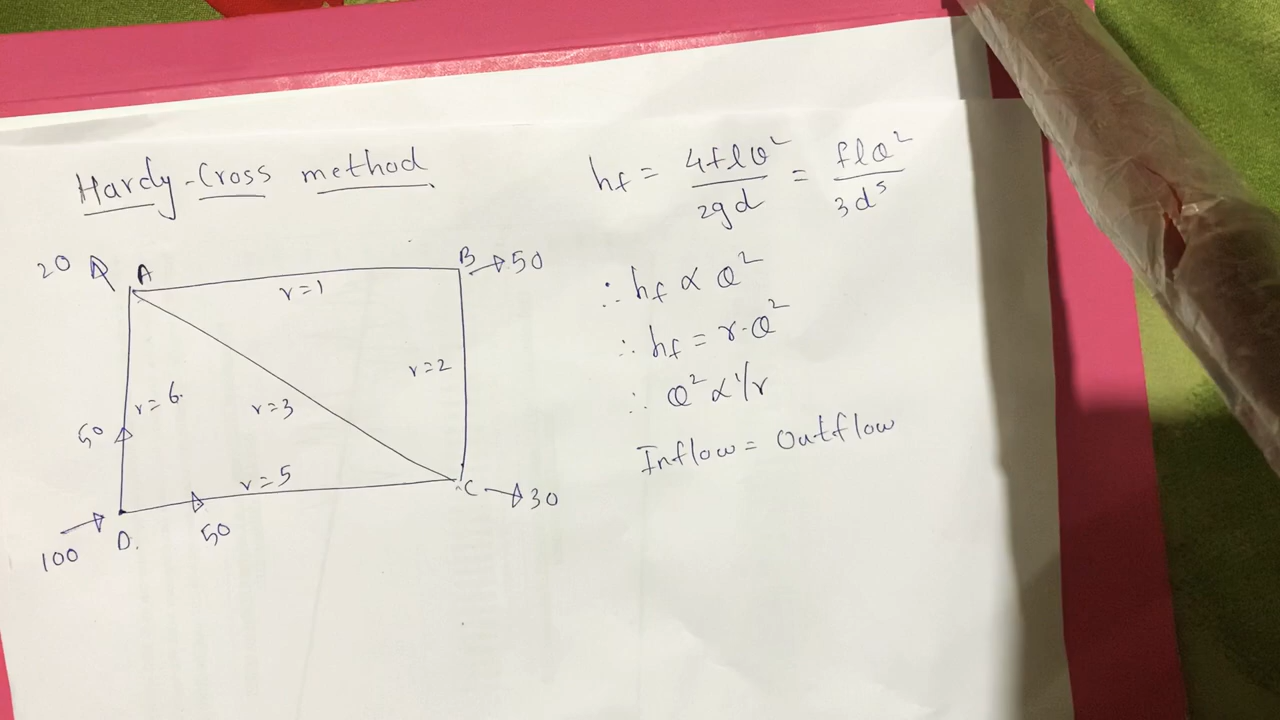 Hardy-Cross method.
hf = 4flQ²/2gd = flQ²/3d⁵
20 A
B 50
r=1
∴ hf ∝ Q²
∴ hf = r·Q²
r=2
∴ Q² ∝ 1/r
r=6.
r=3
50
Inflow = Outflow
r=5
C 30
100 D.
50